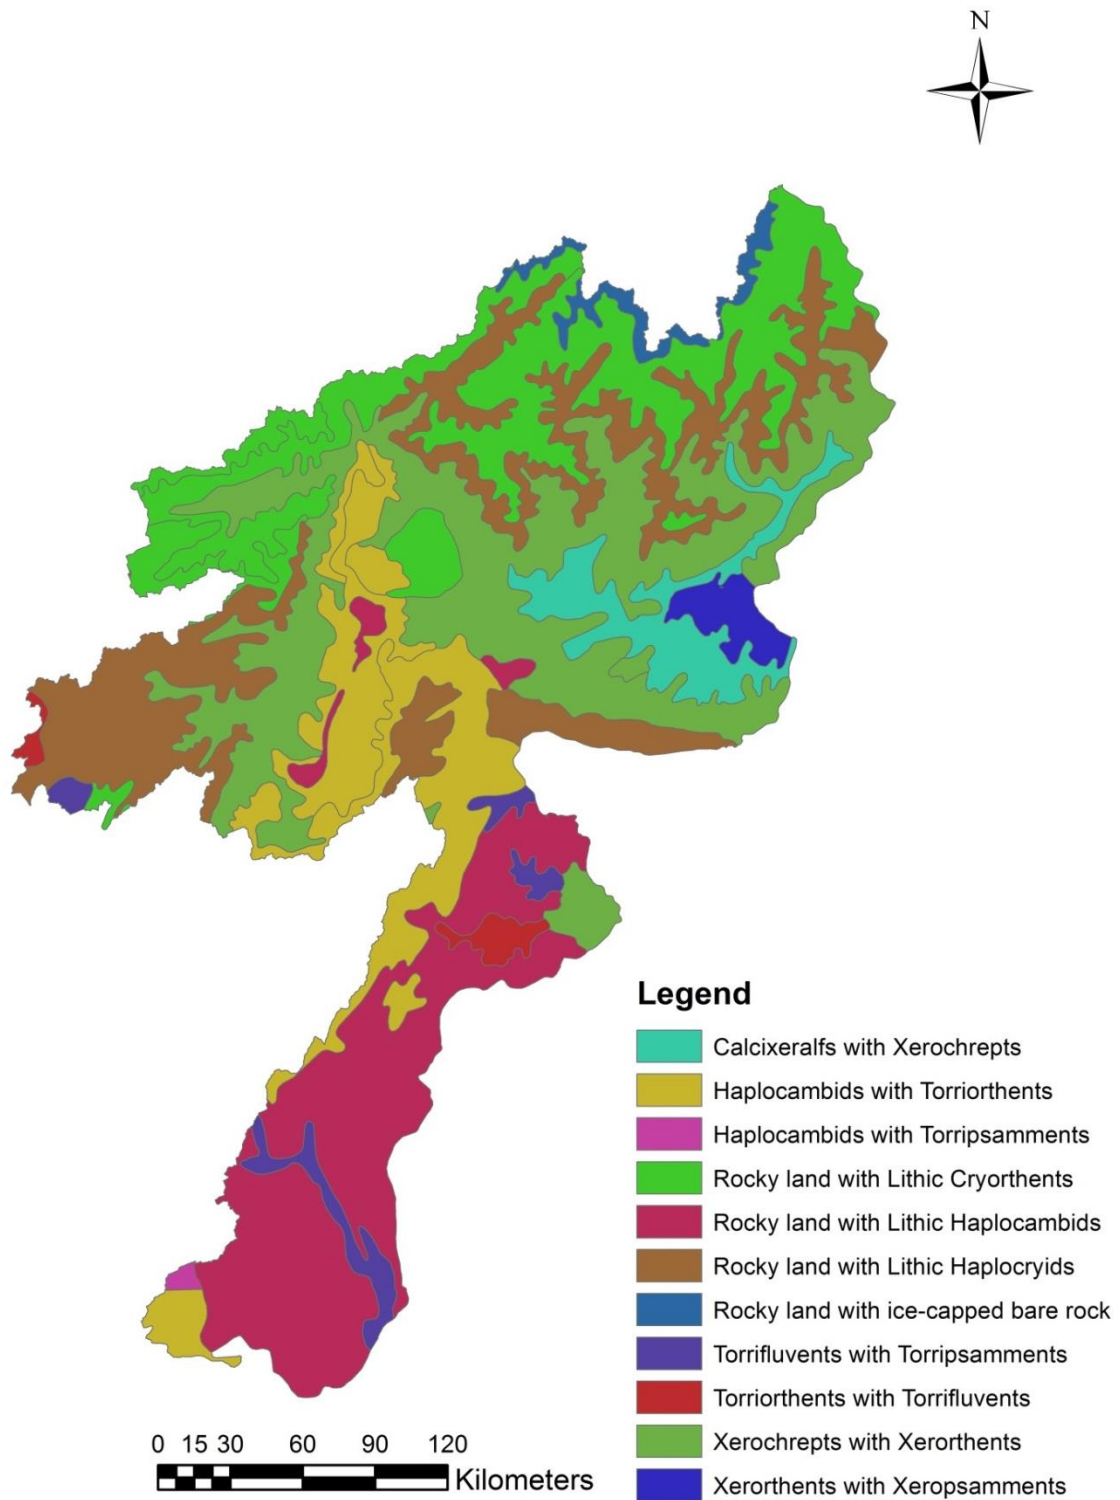 N
Legend
Calcixeralfs with Xerochrepts
Haplocambids with Torriorthents
Haplocambids with Torripsamments
Rocky land with Lithic Cryorthents
Rocky land with Lithic Haplocambids
Rocky land with Lithic Haplocryids
Rocky land with ice-capped bare rock
Torrifluvents with Torripsamments
Torriorthents with Torrifluvents
Xerochrepts with Xerorthents
Xerorthents with Xeropsamments
0 15 30 60 90 120
Kilometers